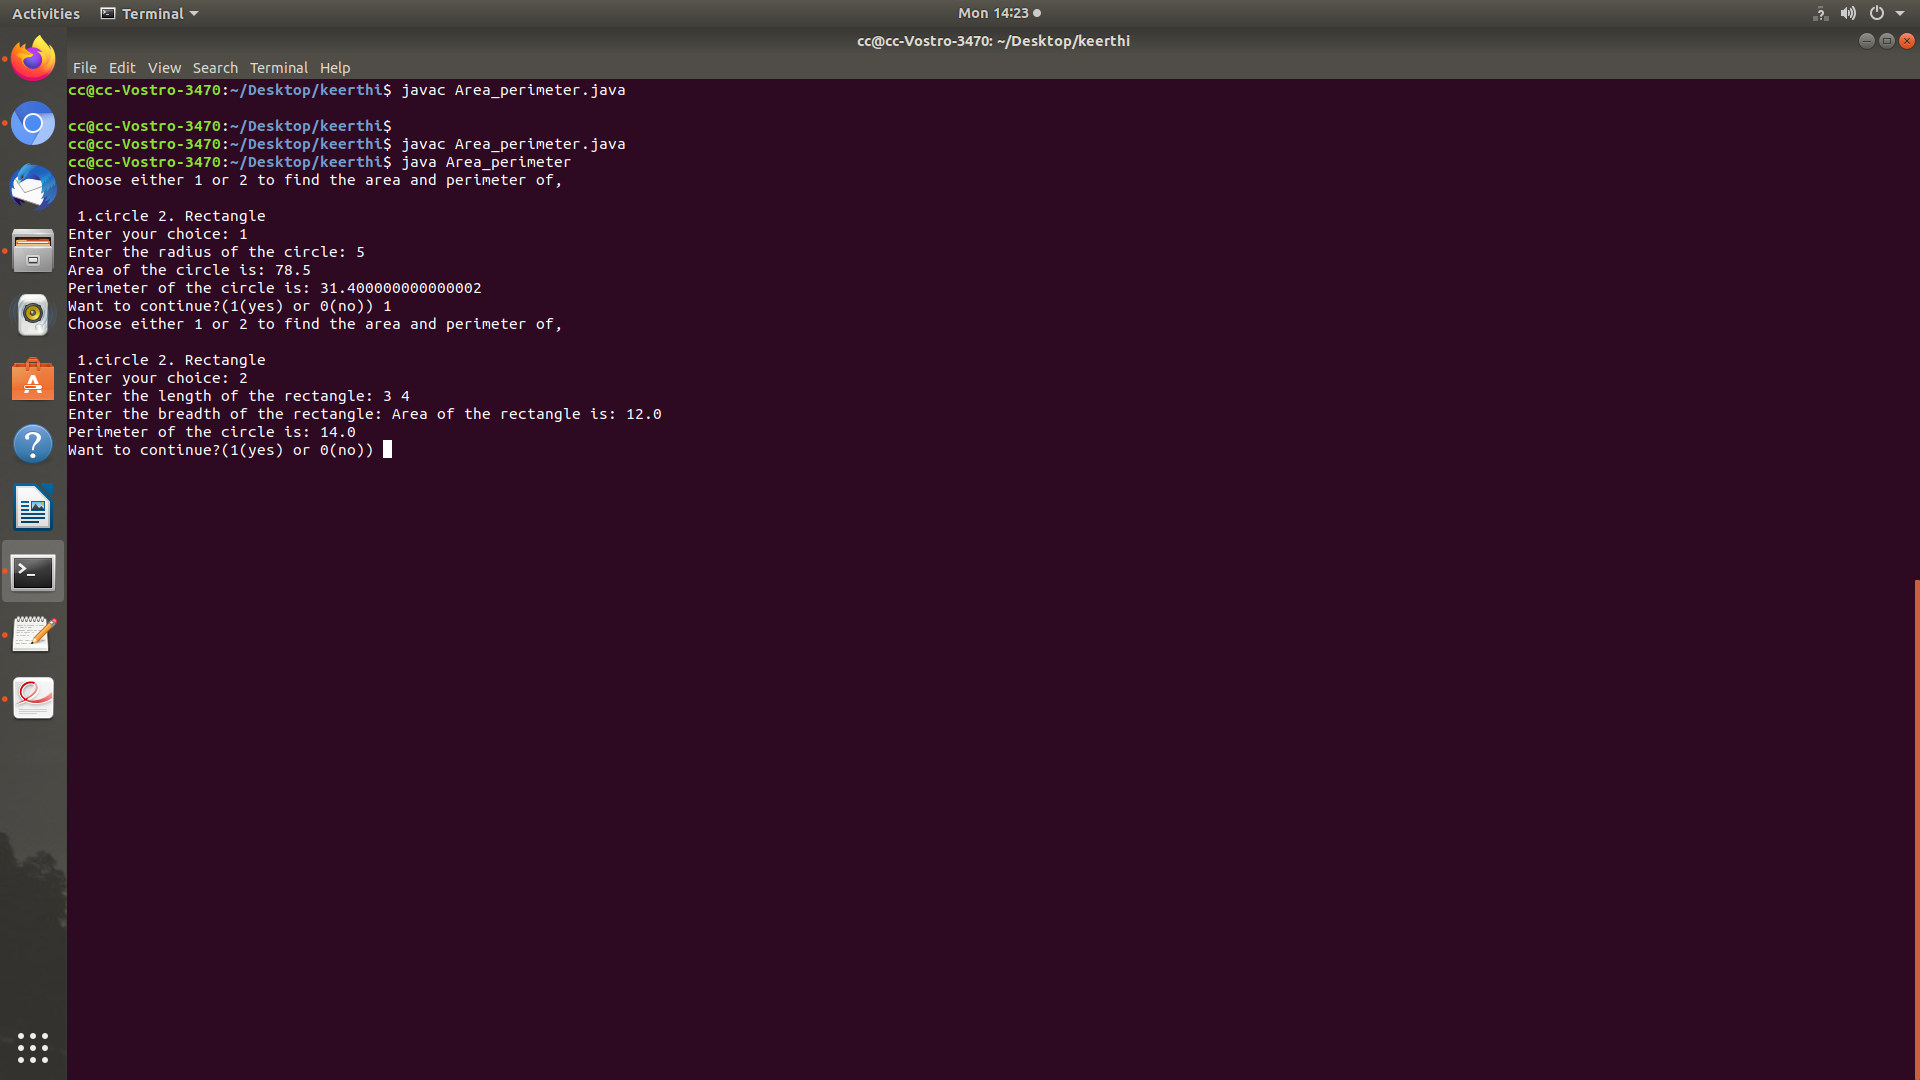 Activities Terminal Mon 14:23
cc@cc-Vostro-3470: ~/Desktop/keerthi
File Edit View Search Terminal Help
cc@cc-Vostro-3470:~/Desktop/keerthi$ javac Area_perimeter.java
cc@cc-Vostro-3470:~/Desktop/keerthi$
cc@cc-Vostro-3470:~/Desktop/keerthi$ javac Area_perimeter.java
cc@cc-Vostro-3470:~/Desktop/keerthi$ java Area_perimeter
Choose either 1 or 2 to find the area and perimeter of,
1.circle 2. Rectangle
Enter your choice: 1
Enter the radius of the circle: 5
Area of the circle is: 78.5
Perimeter of the circle is: 31.400000000000002
Want to continue?(1(yes) or 0(no)) 1
Choose either 1 or 2 to find the area and perimeter of,
1.circle 2. Rectangle
Enter your choice: 2
Enter the length of the rectangle: 3 4
Enter the breadth of the rectangle: Area of the rectangle is: 12.0
Perimeter of the circle is: 14.0
Want to continue?(1(yes) or 0(no))